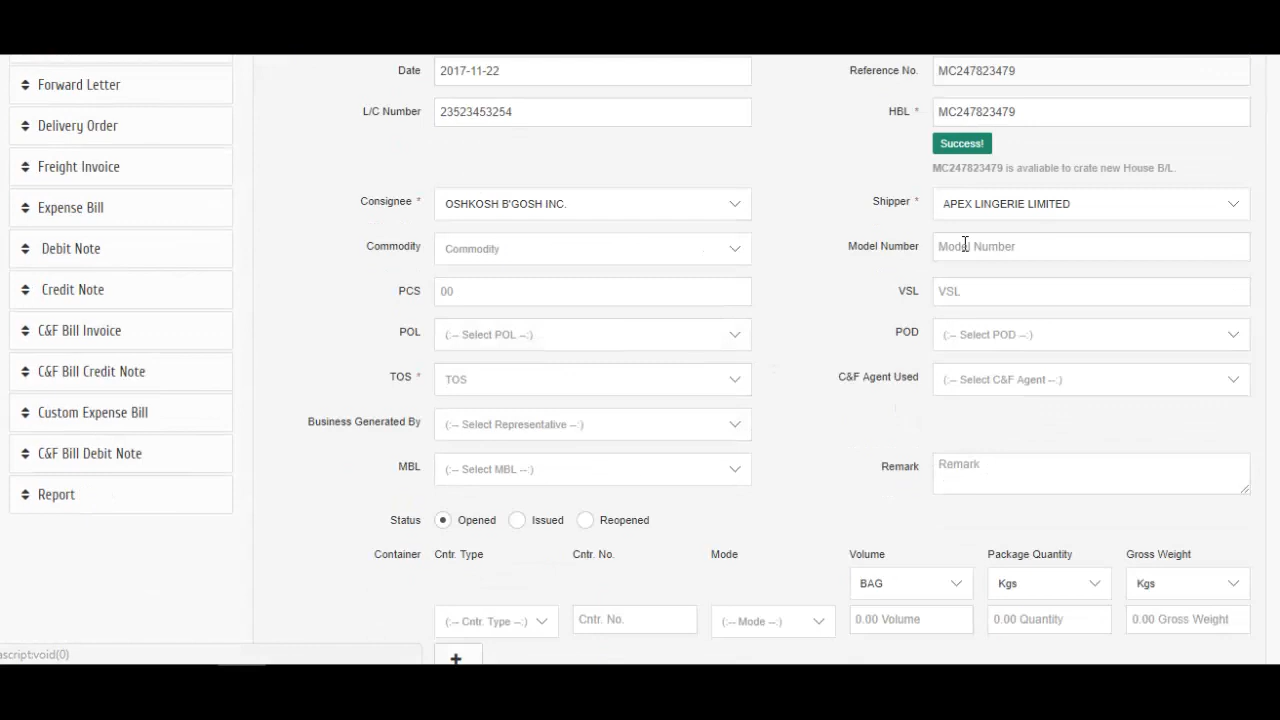 Forward Letter
Delivery Order
Freight Invoice
Expense Bill
Debit Note
Credit Note
C&F Bill Invoice
C&F Bill Credit Note
Custom Expense Bill
C&F Bill Debit Note
Report
Date 2017-11-22 Reference No. MC247823479
L/C Number 23523453254 HBL * MC247823479
Success!
MC247823479 is avaliable to crate new House B/L.
Consignee * OSHKOSH B'GOSH INC. Shipper * APEX LINGERIE LIMITED
Commodity Commodity Model Number Model Number
PCS 00 VSL VSL
POL (:-- Select POL --:) POD (:-- Select POD --:)
TOS * TOS C&F Agent Used (:-- Select C&F Agent --:)
Business Generated By (:-- Select Representative --:)
MBL (:-- Select MBL --:) Remark Remark
Status Opened Issued Reopened
Container Cntr. Type Cntr. No. Mode Volume Package Quantity Gross Weight
BAG Kgs Kgs
(:-- Cntr. Type --:) Cntr. No. (:-- Mode --:) 0.00 Volume 0.00 Quantity 0.00 Gross Weight
+
ascript:void(0)